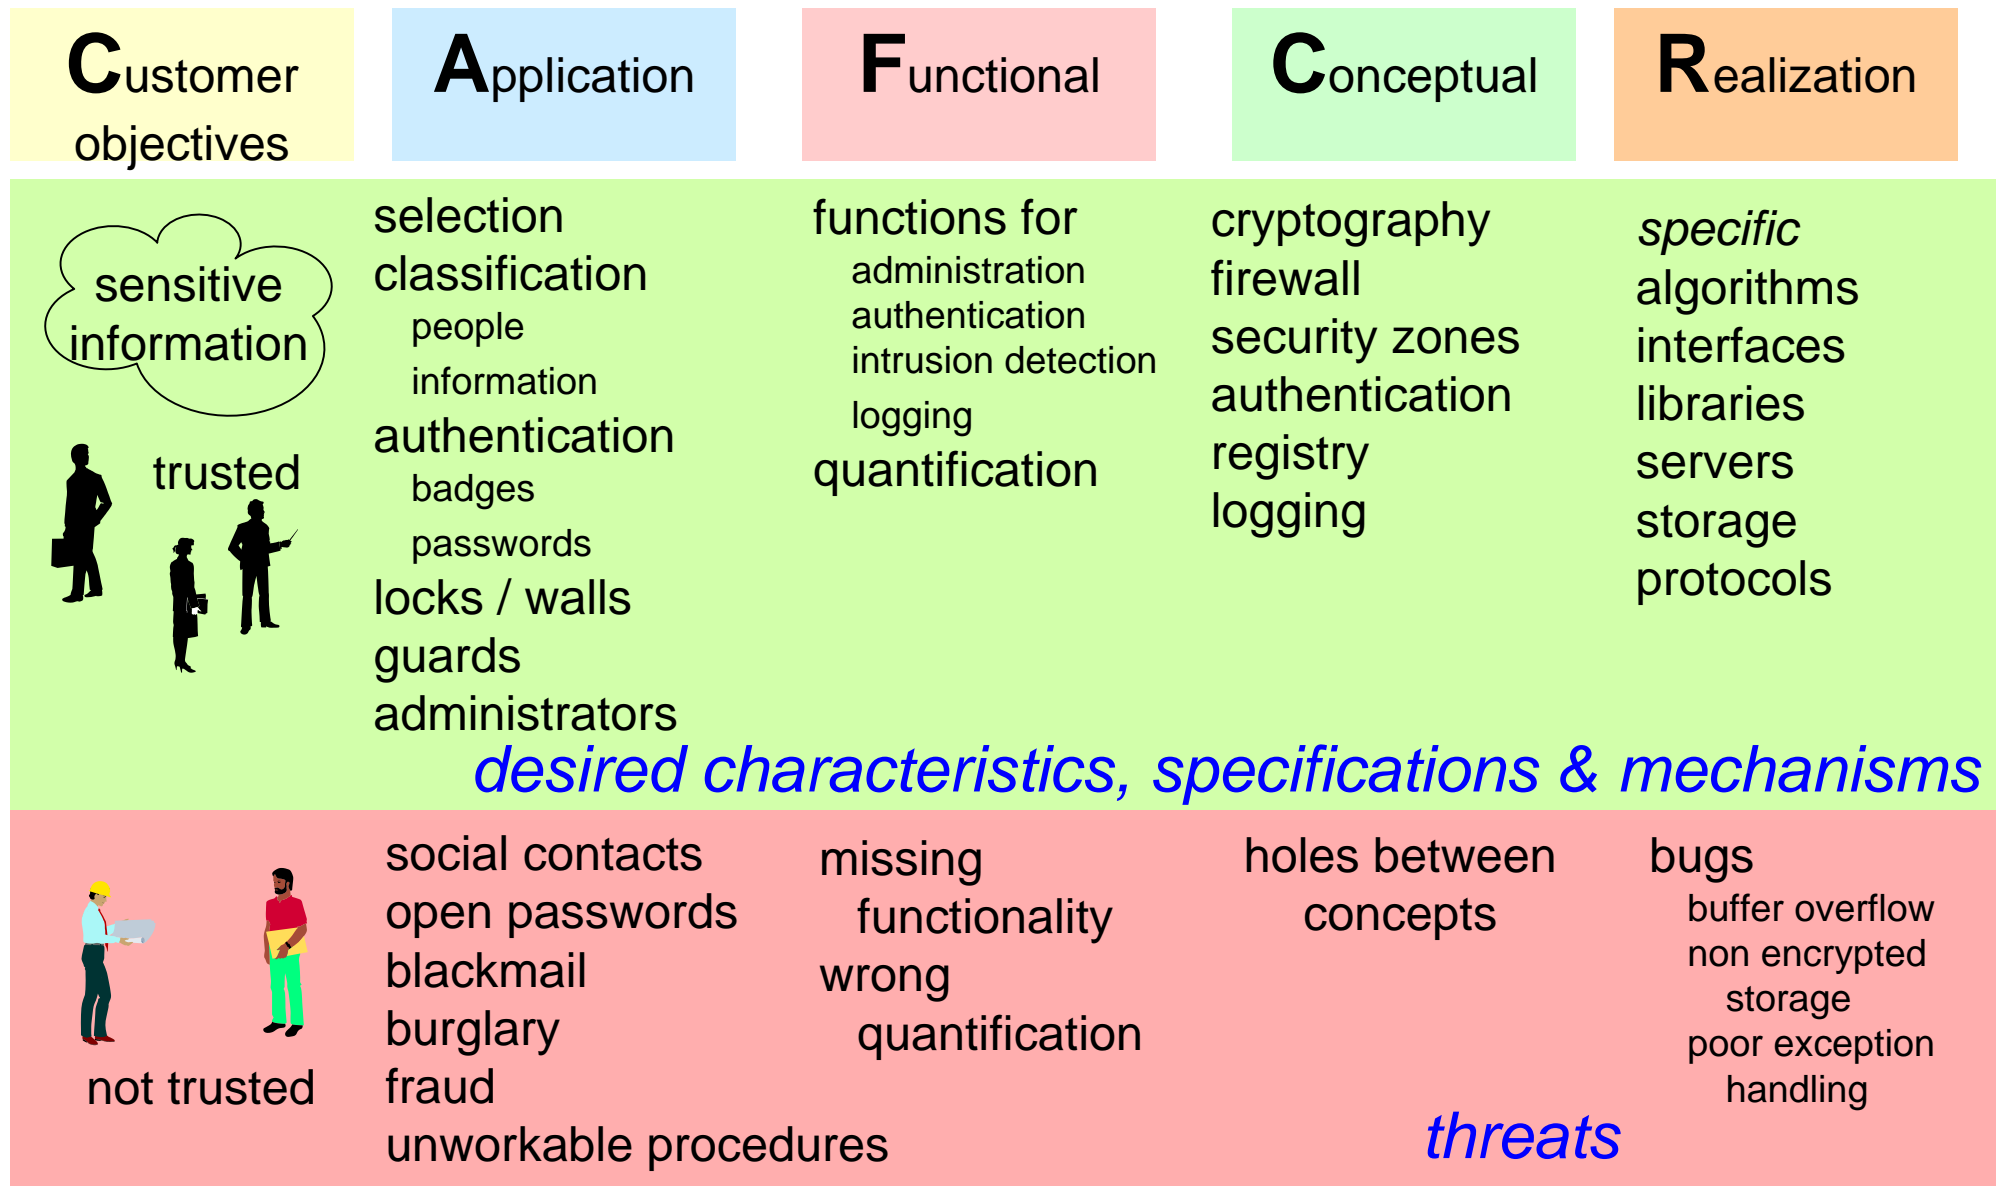 Customer
objectives
Application
Functional
Conceptual
Realization
sensitive
information
trusted
selection
classification
people
information
authentication
badges
passwords
locks / walls
guards
administrators
functions for
administration
authentication
intrusion detection
logging
quantification
cryptography
firewall
security zones
authentication
registry
logging
specific
algorithms
interfaces
libraries
servers
storage
protocols
desired characteristics, specifications & mechanisms
not trusted
social contacts
open passwords
blackmail
burglary
fraud
unworkable procedures
missing
functionality
wrong
quantification
holes between
concepts
bugs
buffer overflow
non encrypted
storage
poor exception
handling
threats